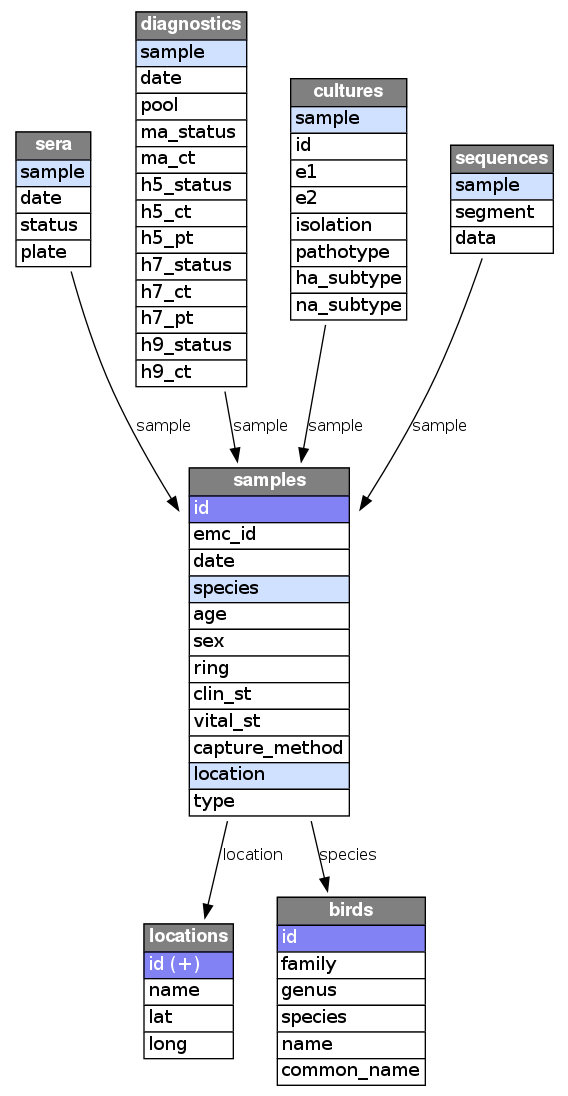 diagnostics
sample
date
pool
ma_status
ma_ct
h5_status
h5_ct
h5_pt
h7_status
h7_ct
h7_pt
h9_status
h9_ct
cultures
sample
id
e1
e2
isolation
pathotype
ha_subtype
na_subtype
sera
sample
date
status
plate
sequences
sample
segment
data
sample
sample
sample
sample
samples
id
emc_id
date
species
age
sex
ring
clin_st
vital_st
capture_method
location
type
location
species
locations
id (+)
name
lat
long
birds
id
family
genus
species
name
common_name